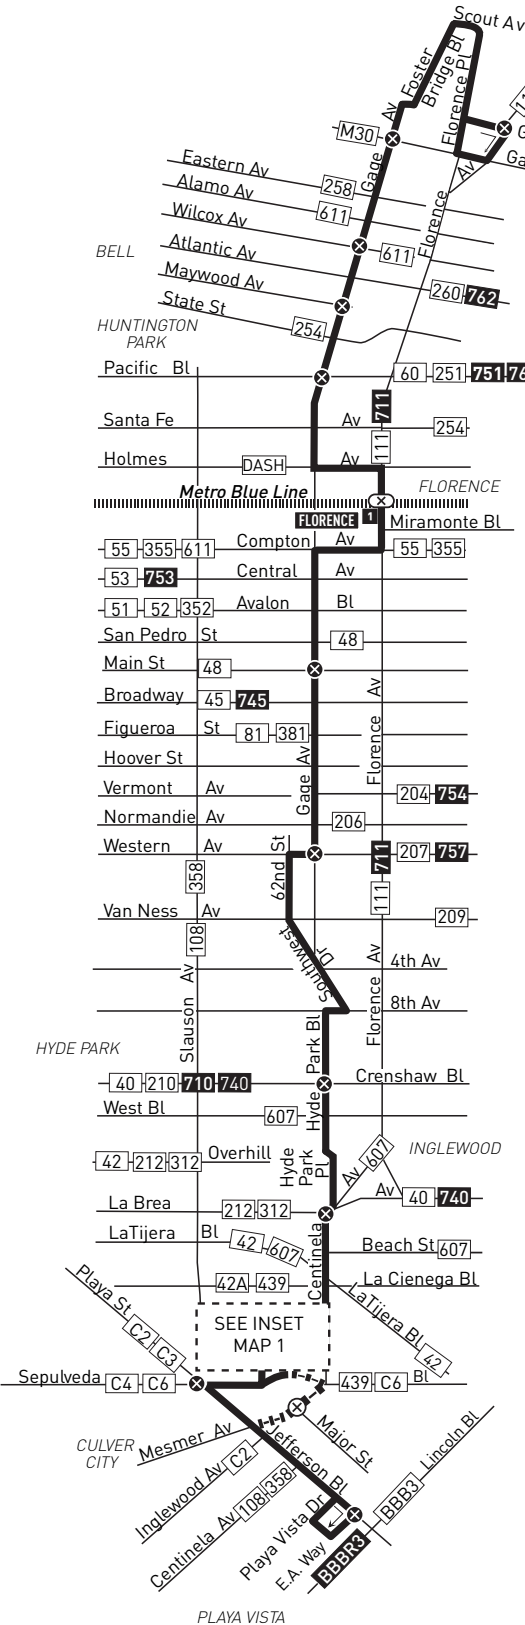 Scout Av
Foster
Bridge Bl
Florence Pl
Gage Av
M30
11
G
Ga
Eastern Av
258
Alamo Av
611
Wilcox Av
611
Florence Av
BELL
Atlantic Av
260 762
Maywood Av
State St
254
HUNTINGTON
PARK
Pacific Bl
60 251 751 76
711
Santa Fe Av
254
111
Holmes Av
DASH
Metro Blue Line
FLORENCE
FLORENCE 1
Miramonte Bl
55 355 611 Compton Av 55 355
53 753 Central Av
51 52 352 Avalon Bl
San Pedro St 48
Main St 48
Broadway 45 745
Figueroa St 81 381
Hoover St
Gage Av
Florence Av
Vermont Av 204 754
Normandie Av 206
Western Av 207 757
62nd St
711
358
111
Van Ness Av 209
108
Southwest Dr
4th Av
Slauson Av
Florence Av
8th Av
HYDE PARK
Hyde Park Bl
40 210 710 740 Crenshaw Bl
West Bl 607
INGLEWOOD
42 212 312 Overhill
Hyde
Park
Pl
Av 607
Av 40 740
La Brea 212 312
LaTijera Bl 42 607
Centinela
Beach St 607
42A 439 La Cienega Bl
Playa St
C2 C3
SEE INSET
MAP 1
LaTijera Bl
42
Sepulveda C4 C6 439 C6 Bl
CULVER
CITY
Mesmer Av
Major St
Jefferson Bl
Inglewood Av C2
Centinela Av 108 358
Lincoln Bl
BBB3
Playa Vista Dr
E.A. Way
BBBR3
PLAYA VISTA